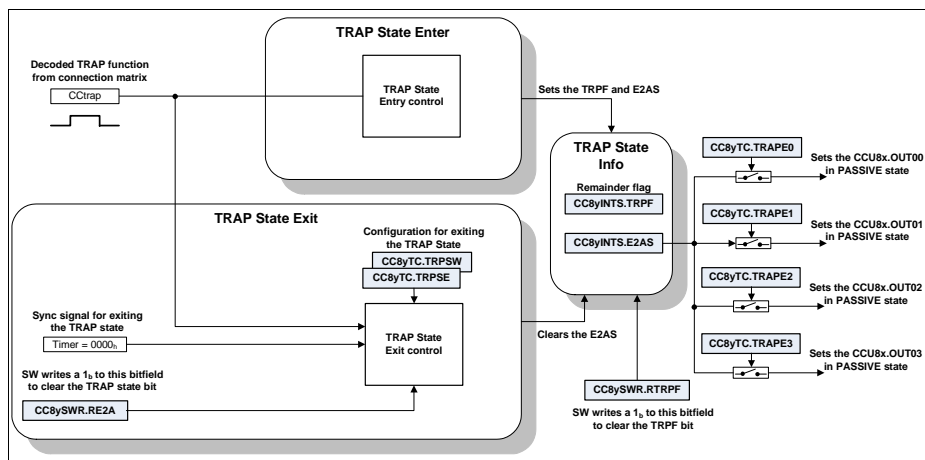 TRAP State Enter
Decoded TRAP function
from connection matrix
CCtrap
TRAP State
Entry control
Sets the TRPF and E2AS
TRAP State
Info
Remainder flag
CC8yINTS.TRPF
CC8yINTS.E2AS
CC8yTC.TRAPE0
Sets the CCU8x.OUT00
in PASSIVE state
CC8yTC.TRAPE1
Sets the CCU8x.OUT01
in PASSIVE state
CC8yTC.TRAPE2
Sets the CCU8x.OUT02
in PASSIVE state
CC8yTC.TRAPE3
Sets the CCU8x.OUT03
in PASSIVE state
TRAP State Exit
Configuration for exiting
the TRAP State
CC8yTC.TRPSW
CC8yTC.TRPSE
Sync signal for exiting
the TRAP state
Timer = 0000h
TRAP State
Exit control
Clears the E2AS
SW writes a 1b to this bitfield
to clear the TRAP state bit
CC8ySWR.RE2A
CC8ySWR.RTRPF
SW writes a 1b to this bitfield
to clear the TRPF bit